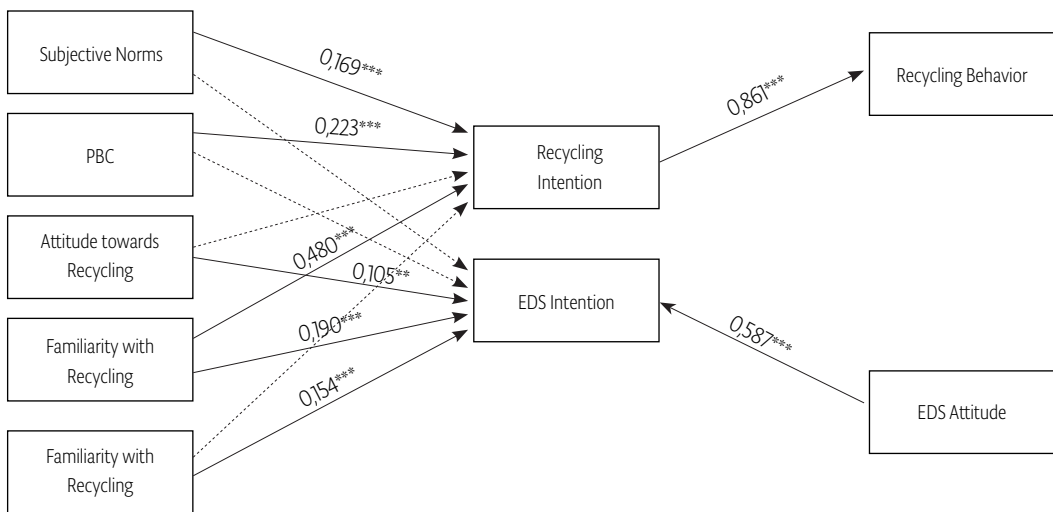 Subjective Norms
PBC
Attitude towards
Recycling
Familiarity with
Recycling
Familiarity with
Recycling
0,169***
0,223***
0,480***
0,105**
0,190***
0,154***
Recycling
Intention
EDS Intention
0,861***
0,587***
Recycling Behavior
EDS Attitude